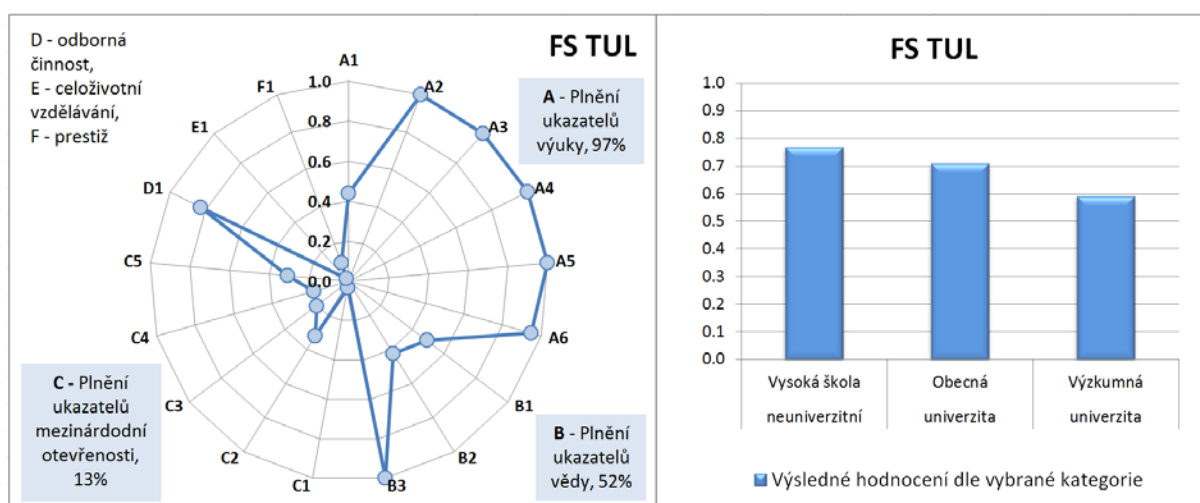 D - odborná
činnost,
E - celoživotní
vzdělávání,
F - prestiž
FS TUL
A - Plnění
ukazatelů
výuky, 97%
A1
A2
A3
A4
A5
A6
B1
B2
B3
C1
C2
C3
C4
C5
D1
E1
F1
1.0
0.8
0.6
0.4
0.2
0.0
C - Plnění
ukazatelů
mezinárdodní
otevřenosti,
13%
B - Plnění
ukazatelů
vědy, 52%
FS TUL
1.0
0.9
0.8
0.7
0.6
0.5
0.4
0.3
0.2
0.1
0.0
Vysoká škola
neuniverzitní
Obecná
univerzita
Výzkumná
univerzita
Výsledné hodnocení dle vybrané kategorie